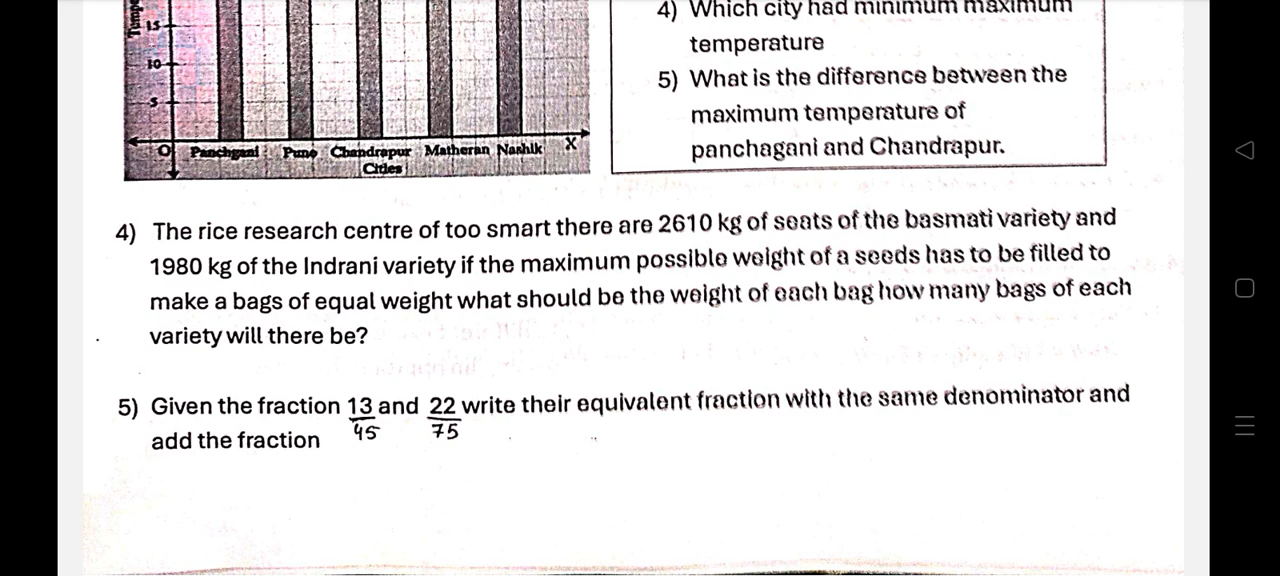 15
10
5
O Panchgani Pune Chandrapur Matheran Nashik X
Cities
4) Which city had minimum maximum
temperature
5) What is the difference between the
maximum temperature of
panchagani and Chandrapur.
4) The rice research centre of too smart there are 2610 kg of seats of the basmati variety and
1980 kg of the Indrani variety if the maximum possible weight of a seeds has to be filled to
make a bags of equal weight what should be the weight of each bag how many bags of each
variety will there be?
5) Given the fraction 13 and 22 write their equivalent fraction with the same denominator and
45 75
add the fraction